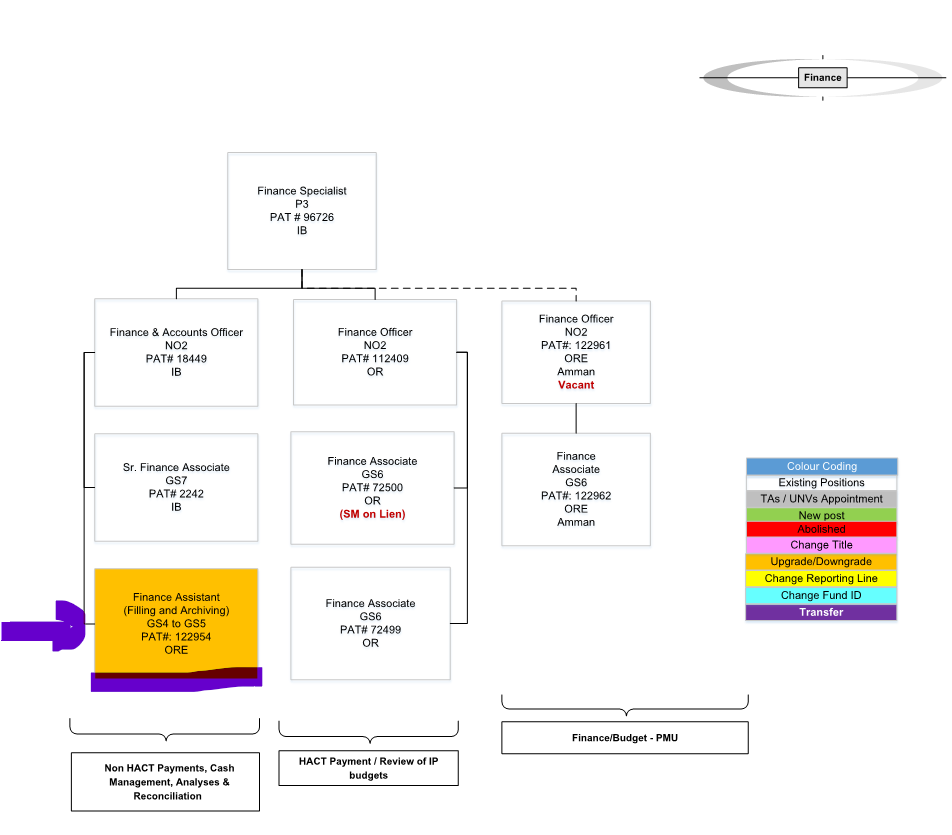 Finance
Finance Specialist
P3
PAT # 96726
IB
Finance & Accounts Officer
NO2
PAT# 18449
IB
Finance Officer
NO2
PAT# 112409
OR
Finance Officer
NO2
PAT#: 122961
ORE
Amman
Vacant
Sr. Finance Associate
GS7
PAT# 2242
IB
Finance Associate
GS6
PAT# 72500
OR
(SM on Lien)
Finance
Associate
GS6
PAT#: 122962
ORE
Amman
Finance Assistant
(Filling and Archiving)
GS4 to GS5
PAT#: 122954
ORE
Finance Associate
GS6
PAT# 72499
OR
Colour Coding
Existing Positions
TAs / UNVs Appointment
New post
Abolished
Change Title
Upgrade/Downgrade
Change Reporting Line
Change Fund ID
Transfer
Non HACT Payments, Cash
Management, Analyses &
Reconciliation
HACT Payment / Review of IP
budgets
Finance/Budget - PMU